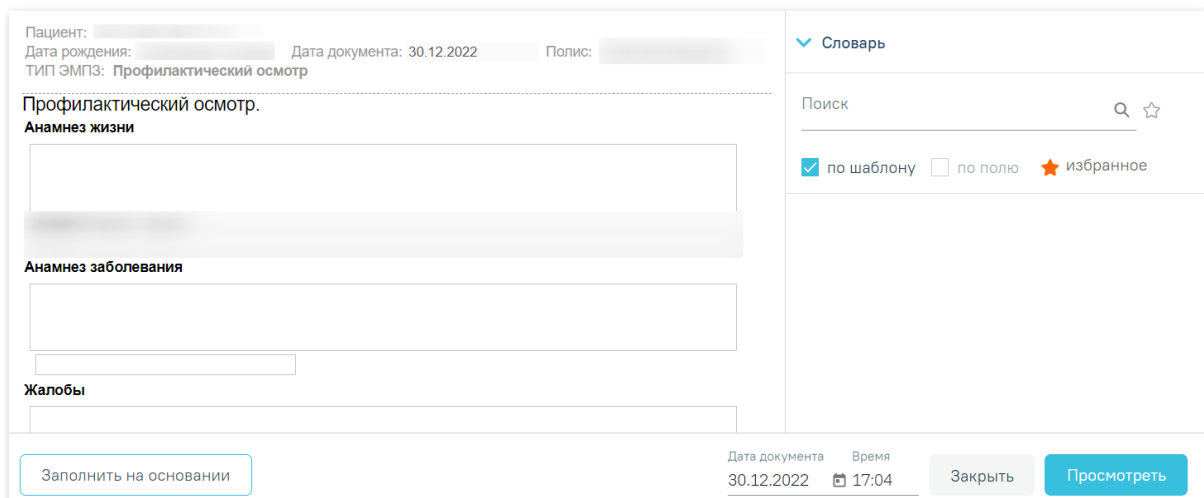 Пациент:
Дата рождения: Дата документа: 30.12.2022 Полис:
ТИП ЭМПЗ: Профилактический осмотр
Профилактический осмотр.
Анамнез жизни
Анамнез заболевания
Жалобы
Словарь
Поиск
по шаблону по полю избранное
Заполнить на основании
Дата документа Время
30.12.2022 17:04
Закрыть
Просмотреть